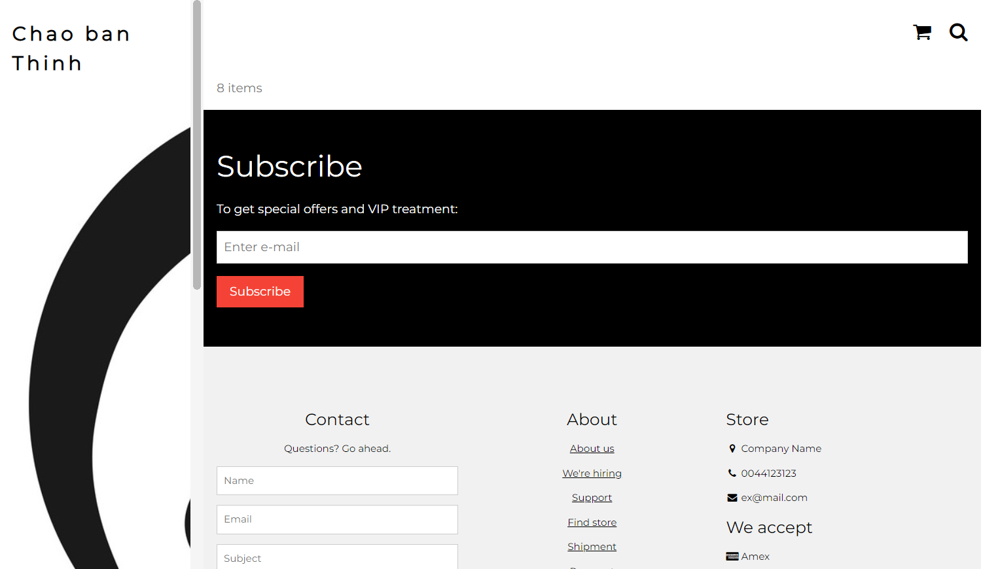 Chao ban
Thinh
8 items
Subscribe
To get special offers and VIP treatment:
Enter e-mail
Subscribe
Contact
Questions? Go ahead.
Name
Email
Subject
About
About us
We're hiring
Support
Find store
Shipment
Store
Company Name
0044123123
ex@mail.com
We accept
Amex